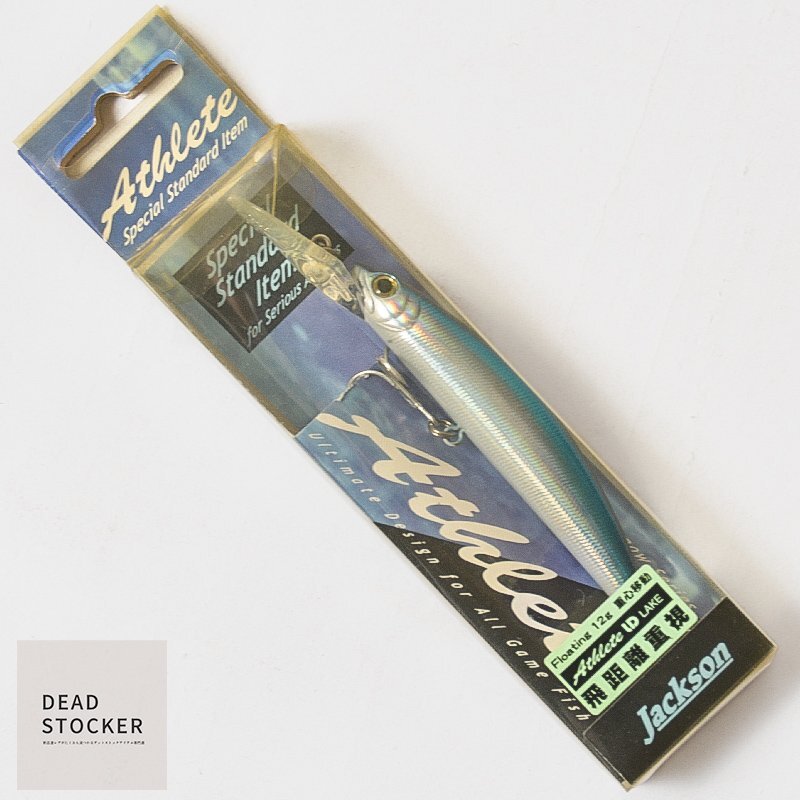 Athlete
Special Standard Item
Special
Standard
Item
for Serious
Athlete
Ultimate Design for All Game Fish
Floating 12g 重心移動
Athlete ID LAKE
飛距離重視
Jackson
DEAD
STOCKER